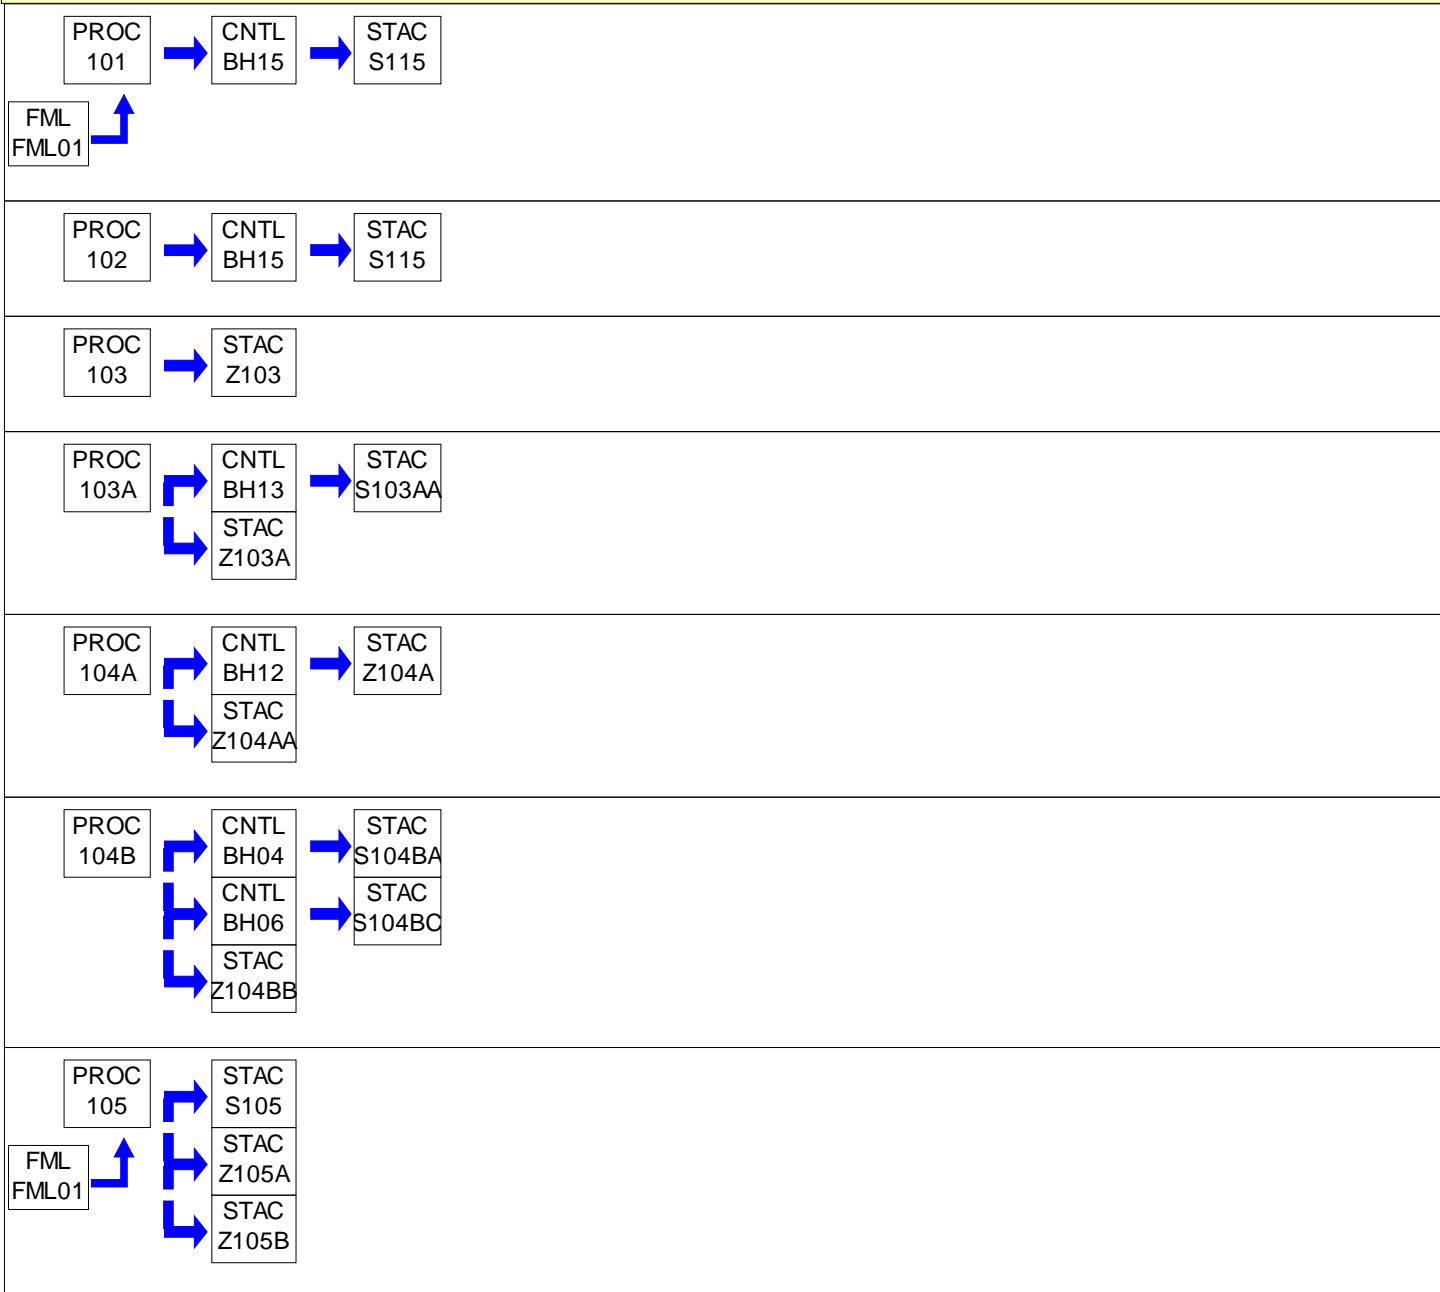 PROC
101
CNTL
BH15
STAC
S115
FML
FML01
PROC
102
CNTL
BH15
STAC
S115
PROC
103
STAC
Z103
PROC
103A
CNTL
BH13
STAC
S103AA
STAC
Z103A
PROC
104A
CNTL
BH12
STAC
Z104A
STAC
Z104AA
PROC
104B
CNTL
BH04
STAC
S104BA
CNTL
BH06
STAC
S104BC
STAC
Z104BB
PROC
105
STAC
S105
FML
FML01
STAC
Z105A
STAC
Z105B